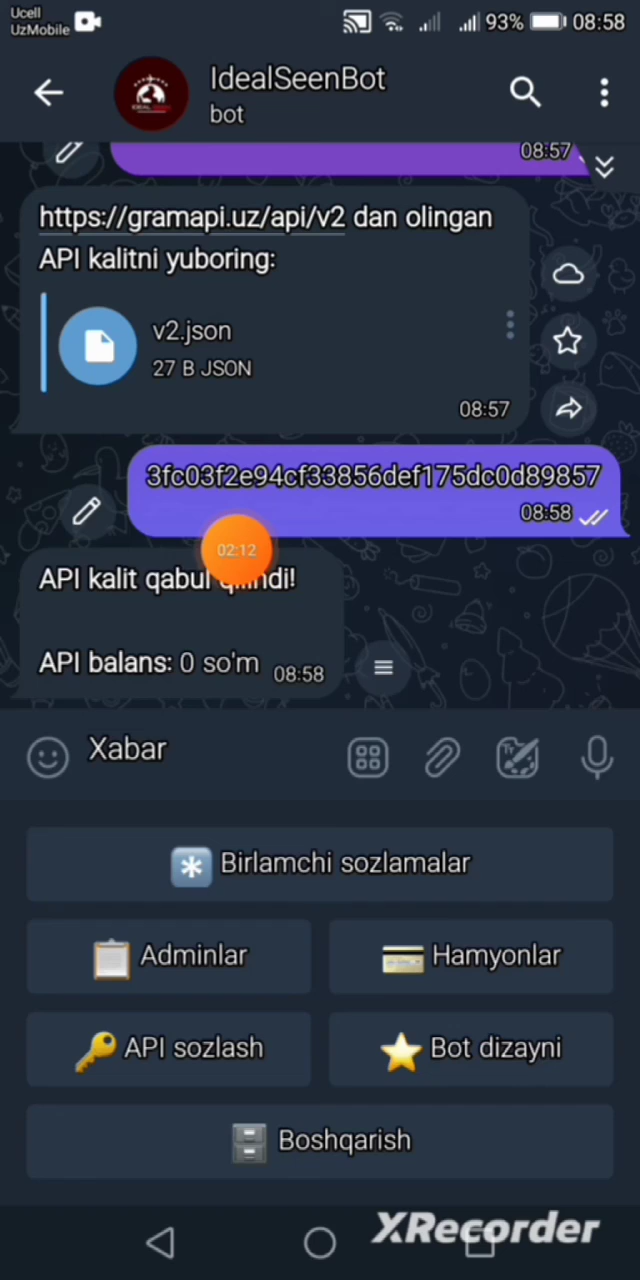 Ucell
UzMobile
93%
08:58
IdealSeenBot
bot
08:57
https://gramapi.uz/api/v2 dan olingan
API kalitni yuboring:
v2.json
27 B JSON
08:57
3fc03f2e94cf33856def175dc0d89857
08:58
02:12
API kalit qabul qilindi!
API balans: 0 so'm
08:58
Xabar
Birlamchi sozlamalar
Adminlar
Hamyonlar
API sozlash
Bot dizayni
Boshqarish
XRecorder